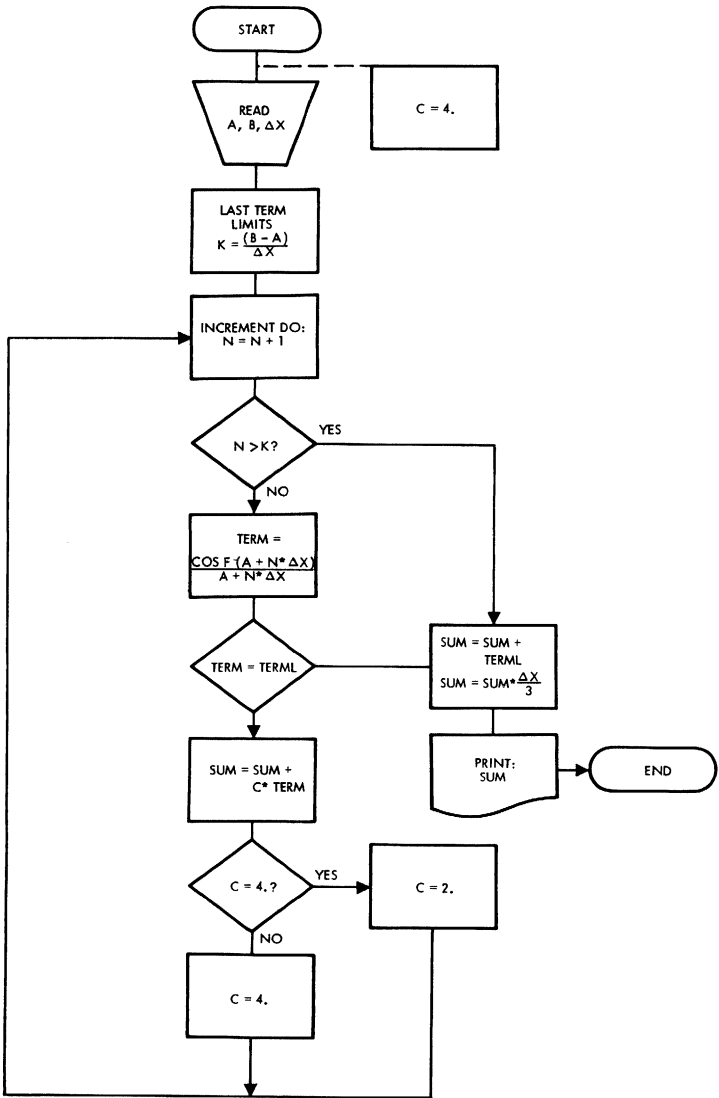 START
READ
A, B, ΔX
C = 4.
LAST TERM
LIMITS
K = (B - A)
ΔX
INCREMENT DO:
N = N + 1
N > K?
YES
NO
TERM =
COS F (A + N* ΔX)
A + N* ΔX
TERM = TERML
SUM = SUM +
TERML
SUM = SUM* ΔX
3
SUM = SUM +
C* TERM
PRINT:
SUM
END
C = 4.?
YES
C = 2.
NO
C = 4.